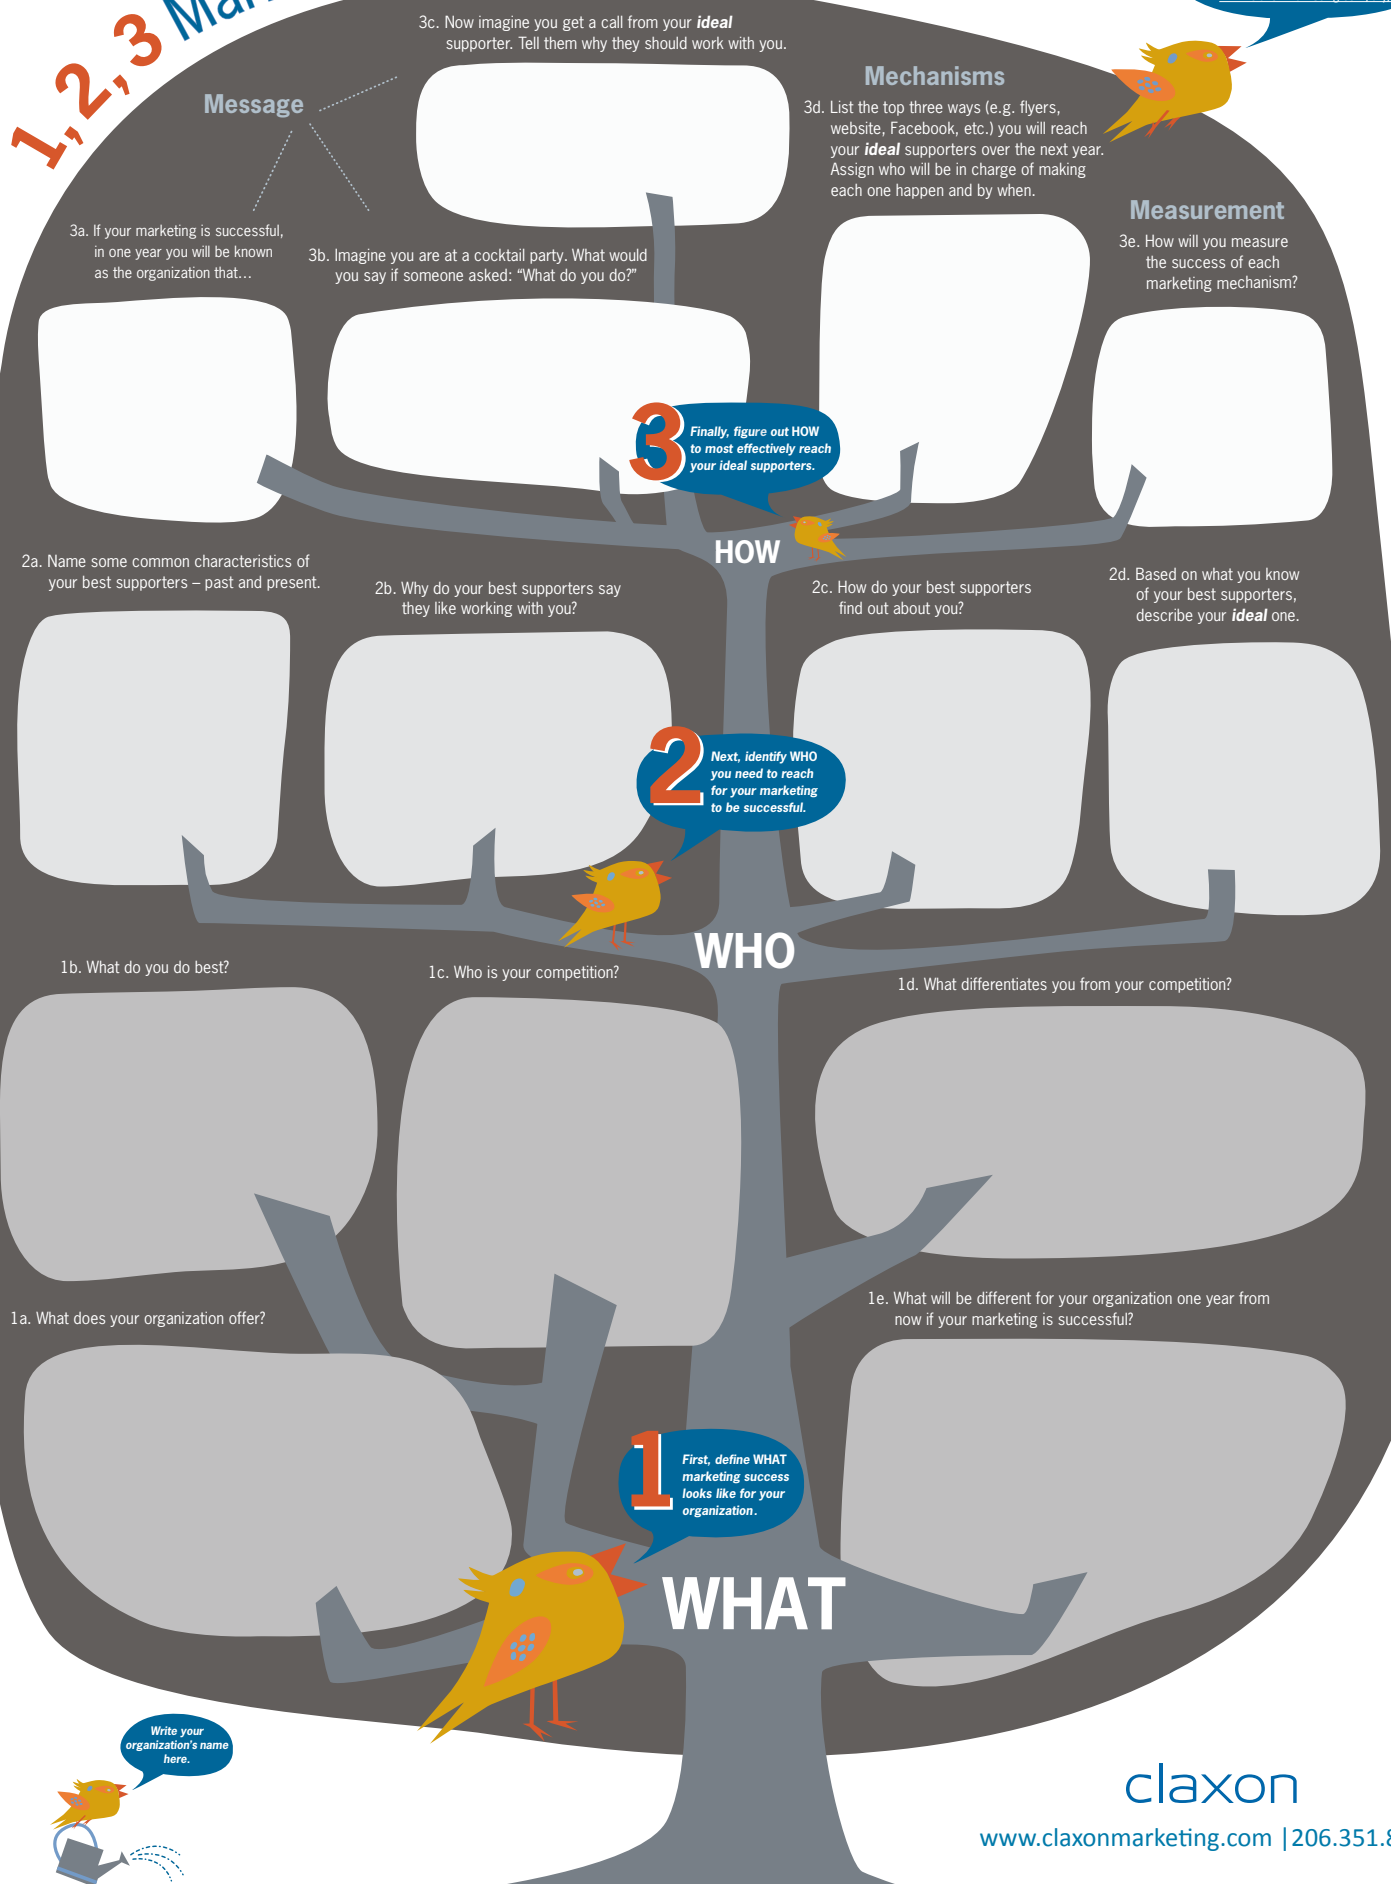 1, 2, 3
3c. Now imagine you get a call from your ideal
supporter. Tell them why they should work with you.
Message
Mechanisms
3d. List the top three ways (e.g. flyers,
website, Facebook, etc.) you will reach
your ideal supporters over the next year.
Assign who will be in charge of making
each one happen and by when.
Measurement
3e. How will you measure
the success of each
marketing mechanism?
3a. If your marketing is successful,
in one year you will be known
as the organization that...
3b. Imagine you are at a cocktail party. What would
you say if someone asked: “What do you do?”
3
Finally, figure out HOW
to most effectively reach
your ideal supporters.
HOW
2a. Name some common characteristics of
your best supporters – past and present.
2b. Why do your best supporters say
they like working with you?
2c. How do your best supporters
find out about you?
2d. Based on what you know
of your best supporters,
describe your ideal one.
2
Next, identify WHO
you need to reach
for your marketing
to be successful.
WHO
1b. What do you do best?
1c. Who is your competition?
1d. What differentiates you from your competition?
1a. What does your organization offer?
1e. What will be different for your organization one year from
now if your marketing is successful?
1
First, define WHAT
marketing success
looks like for your
organization.
WHAT
Write your
organization's name
here.
claxon
www.claxonmarketing.com | 206.351.